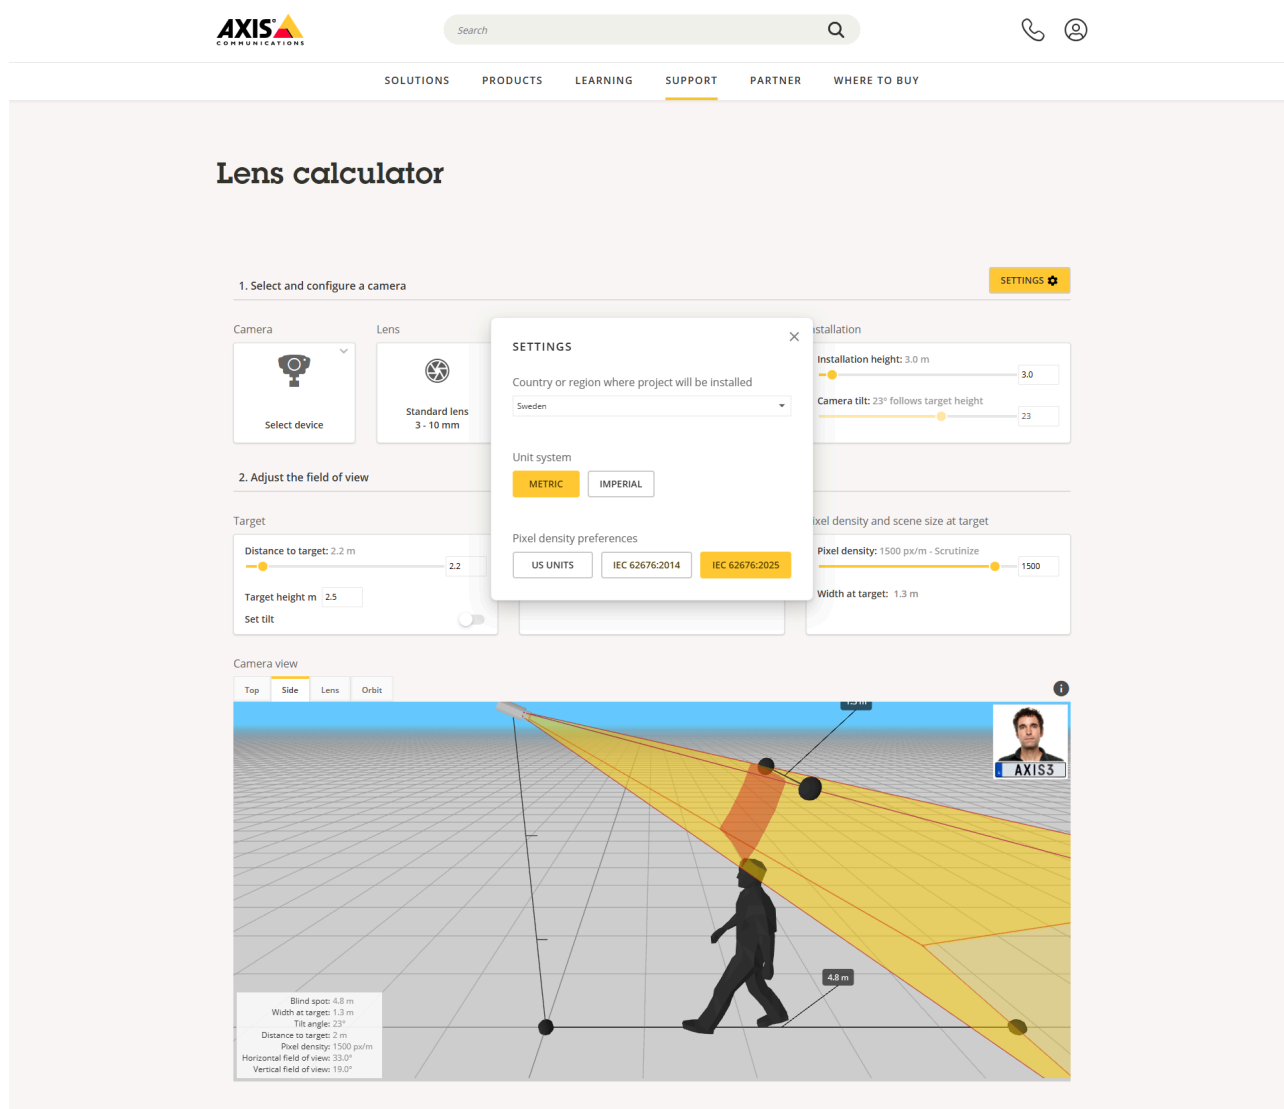 AXIS
COMMUNICATIONS
Search
SOLUTIONS PRODUCTS LEARNING SUPPORT PARTNER WHERE TO BUY
Lens calculator
1. Select and configure a camera
SETTINGS
Camera
Select device
Lens
Standard lens
3 - 10 mm
stallation
Installation height: 3.0 m
3.0
Camera tilt: 23° follows target height
23
SETTINGS
Country or region where project will be installed
Sweden
Unit system
METRIC IMPERIAL
Pixel density preferences
US UNITS IEC 62676:2014 IEC 62676:2025
2. Adjust the field of view
Target
Distance to target: 2.2 m
2.2
Target height m 2.5
Set tilt
ixel density and scene size at target
Pixel density: 1500 px/m - Scrutinize
1500
Width at target: 1.3 m
Camera view
Top Side Lens Orbit
1.3 m
AXIS3
4.8 m
Blind spot: 4.8 m
Width at target: 1.3 m
Tilt angle: 23°
Distance to target: 2 m
Pixel density: 1500 px/m
Horizontal field of view: 33.0°
Vertical field of view: 19.0°